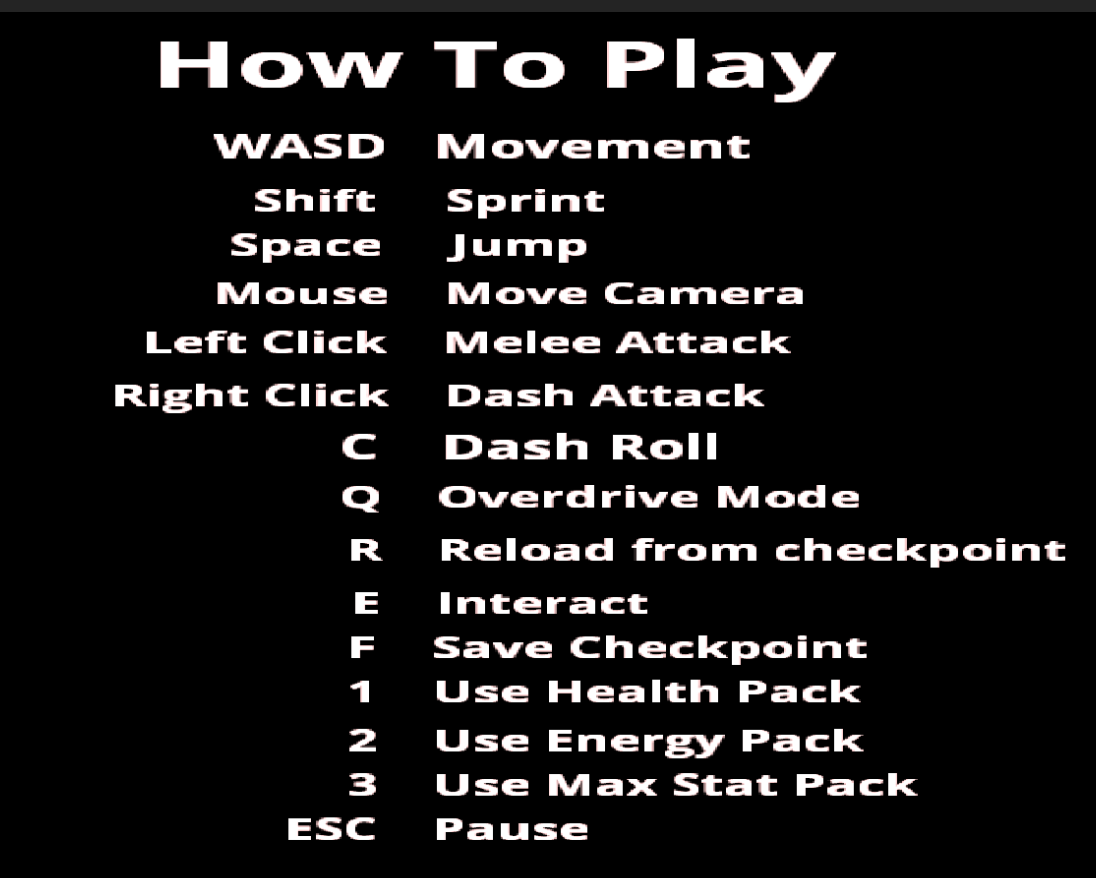 How To Play
WASD Movement
Shift Sprint
Space Jump
Mouse Move Camera
Left Click Melee Attack
Right Click Dash Attack
C Dash Roll
Q Overdrive Mode
R Reload from checkpoint
E Interact
F Save Checkpoint
1 Use Health Pack
2 Use Energy Pack
3 Use Max Stat Pack
ESC Pause